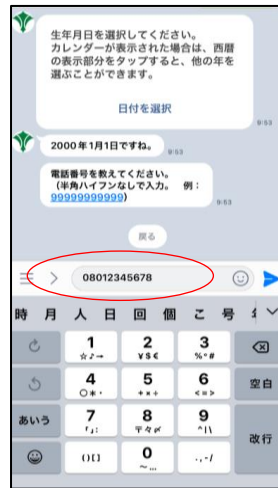 生年月日を選択してください。
カレンダーが表示された場合は、西暦
の表示部分をタップすると、他の年を
選ぶことができます。
日付を選択
9:53
2000年1月1日ですね。
9:53
電話番号を教えてください。
（半角ハイフンなしで入力。 例：
99999999999）
9:53
戻る
08012345678
時 月 人 日 回 個 こ 号
1 2 3
☆♪→ ¥$€ %°#
4 5 6 空白
○*・ +×÷ <=>
あいう 7 8 9
「」: 〒々〆 ^|\
改行
()[] 0 .,-/
~…